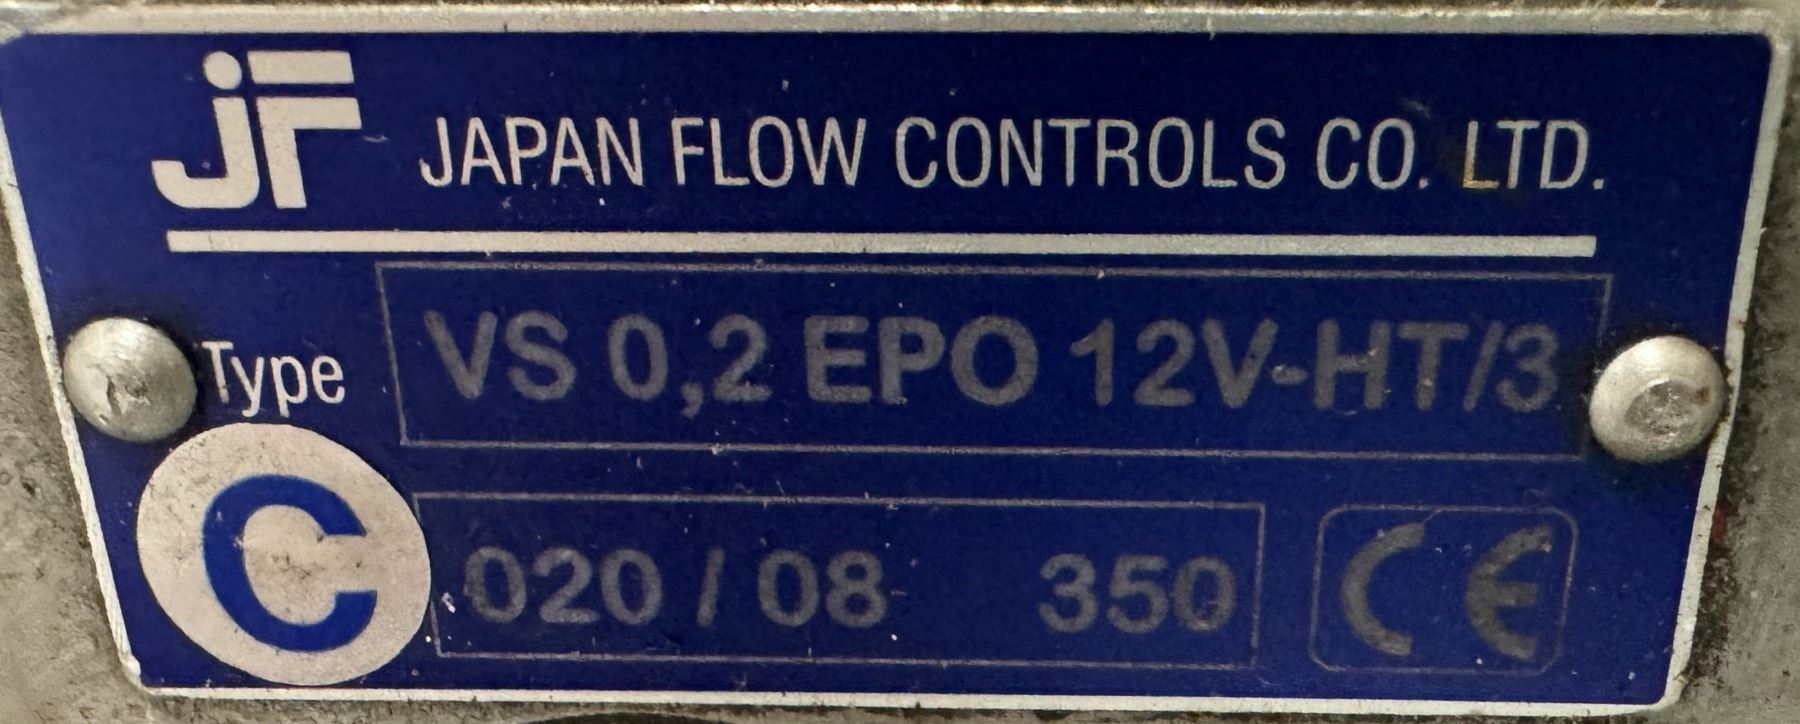 JF JAPAN FLOW CONTROLS CO. LTD.
Type VS 0,2 EPO 12V-HT/3
C 020 / 08 350 CE